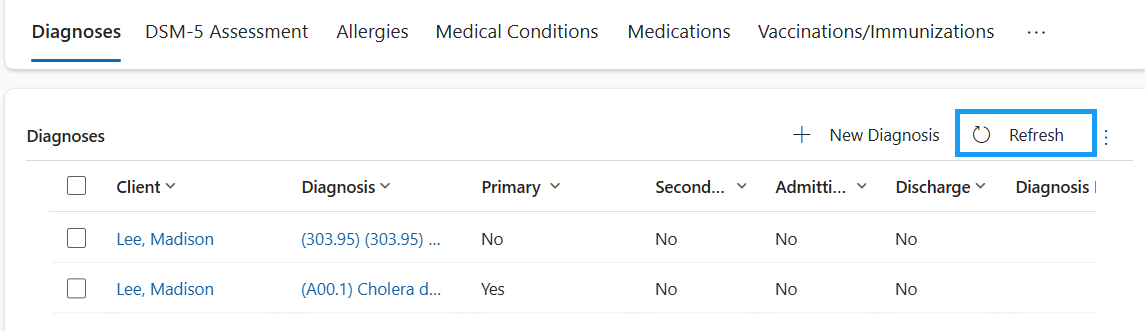 Diagnoses DSM-5 Assessment Allergies Medical Conditions Medications Vaccinations/Immunizations ...
Diagnoses + New Diagnosis Refresh
Client Diagnosis Primary Second... Admitti... Discharge Diagnosis
Lee, Madison (303.95) (303.95) ... No No No No
Lee, Madison (A00.1) Cholera d... Yes No No No